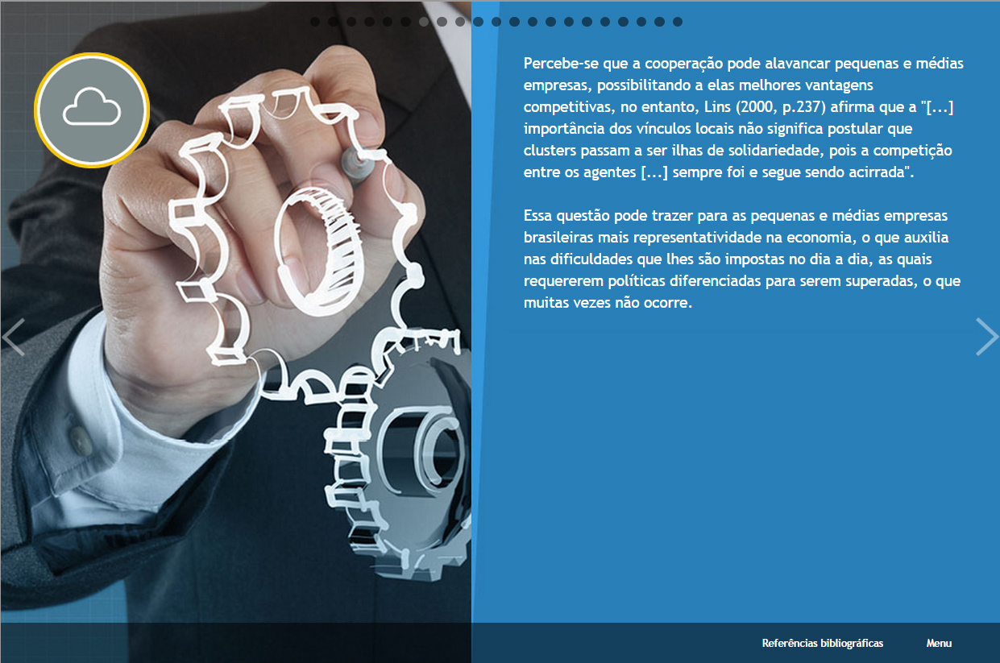 Percebe-se que a cooperação pode alavancar pequenas e médias
empresas, possibilitando a elas melhores vantagens
competitivas, no entanto, Lins (2000, p.237) afirma que a "[...]
importância dos vínculos locais não significa postular que
clusters passam a ser ilhas de solidariedade, pois a competição
entre os agentes [...] sempre foi e segue sendo acirrada".
Essa questão pode trazer para as pequenas e médias empresas
brasileiras mais representatividade na economia, o que auxilia
nas dificuldades que lhes são impostas no dia a dia, as quais
requererem políticas diferenciadas para serem superadas, o que
muitas vezes não ocorre.
Referências bibliográficas
Menu